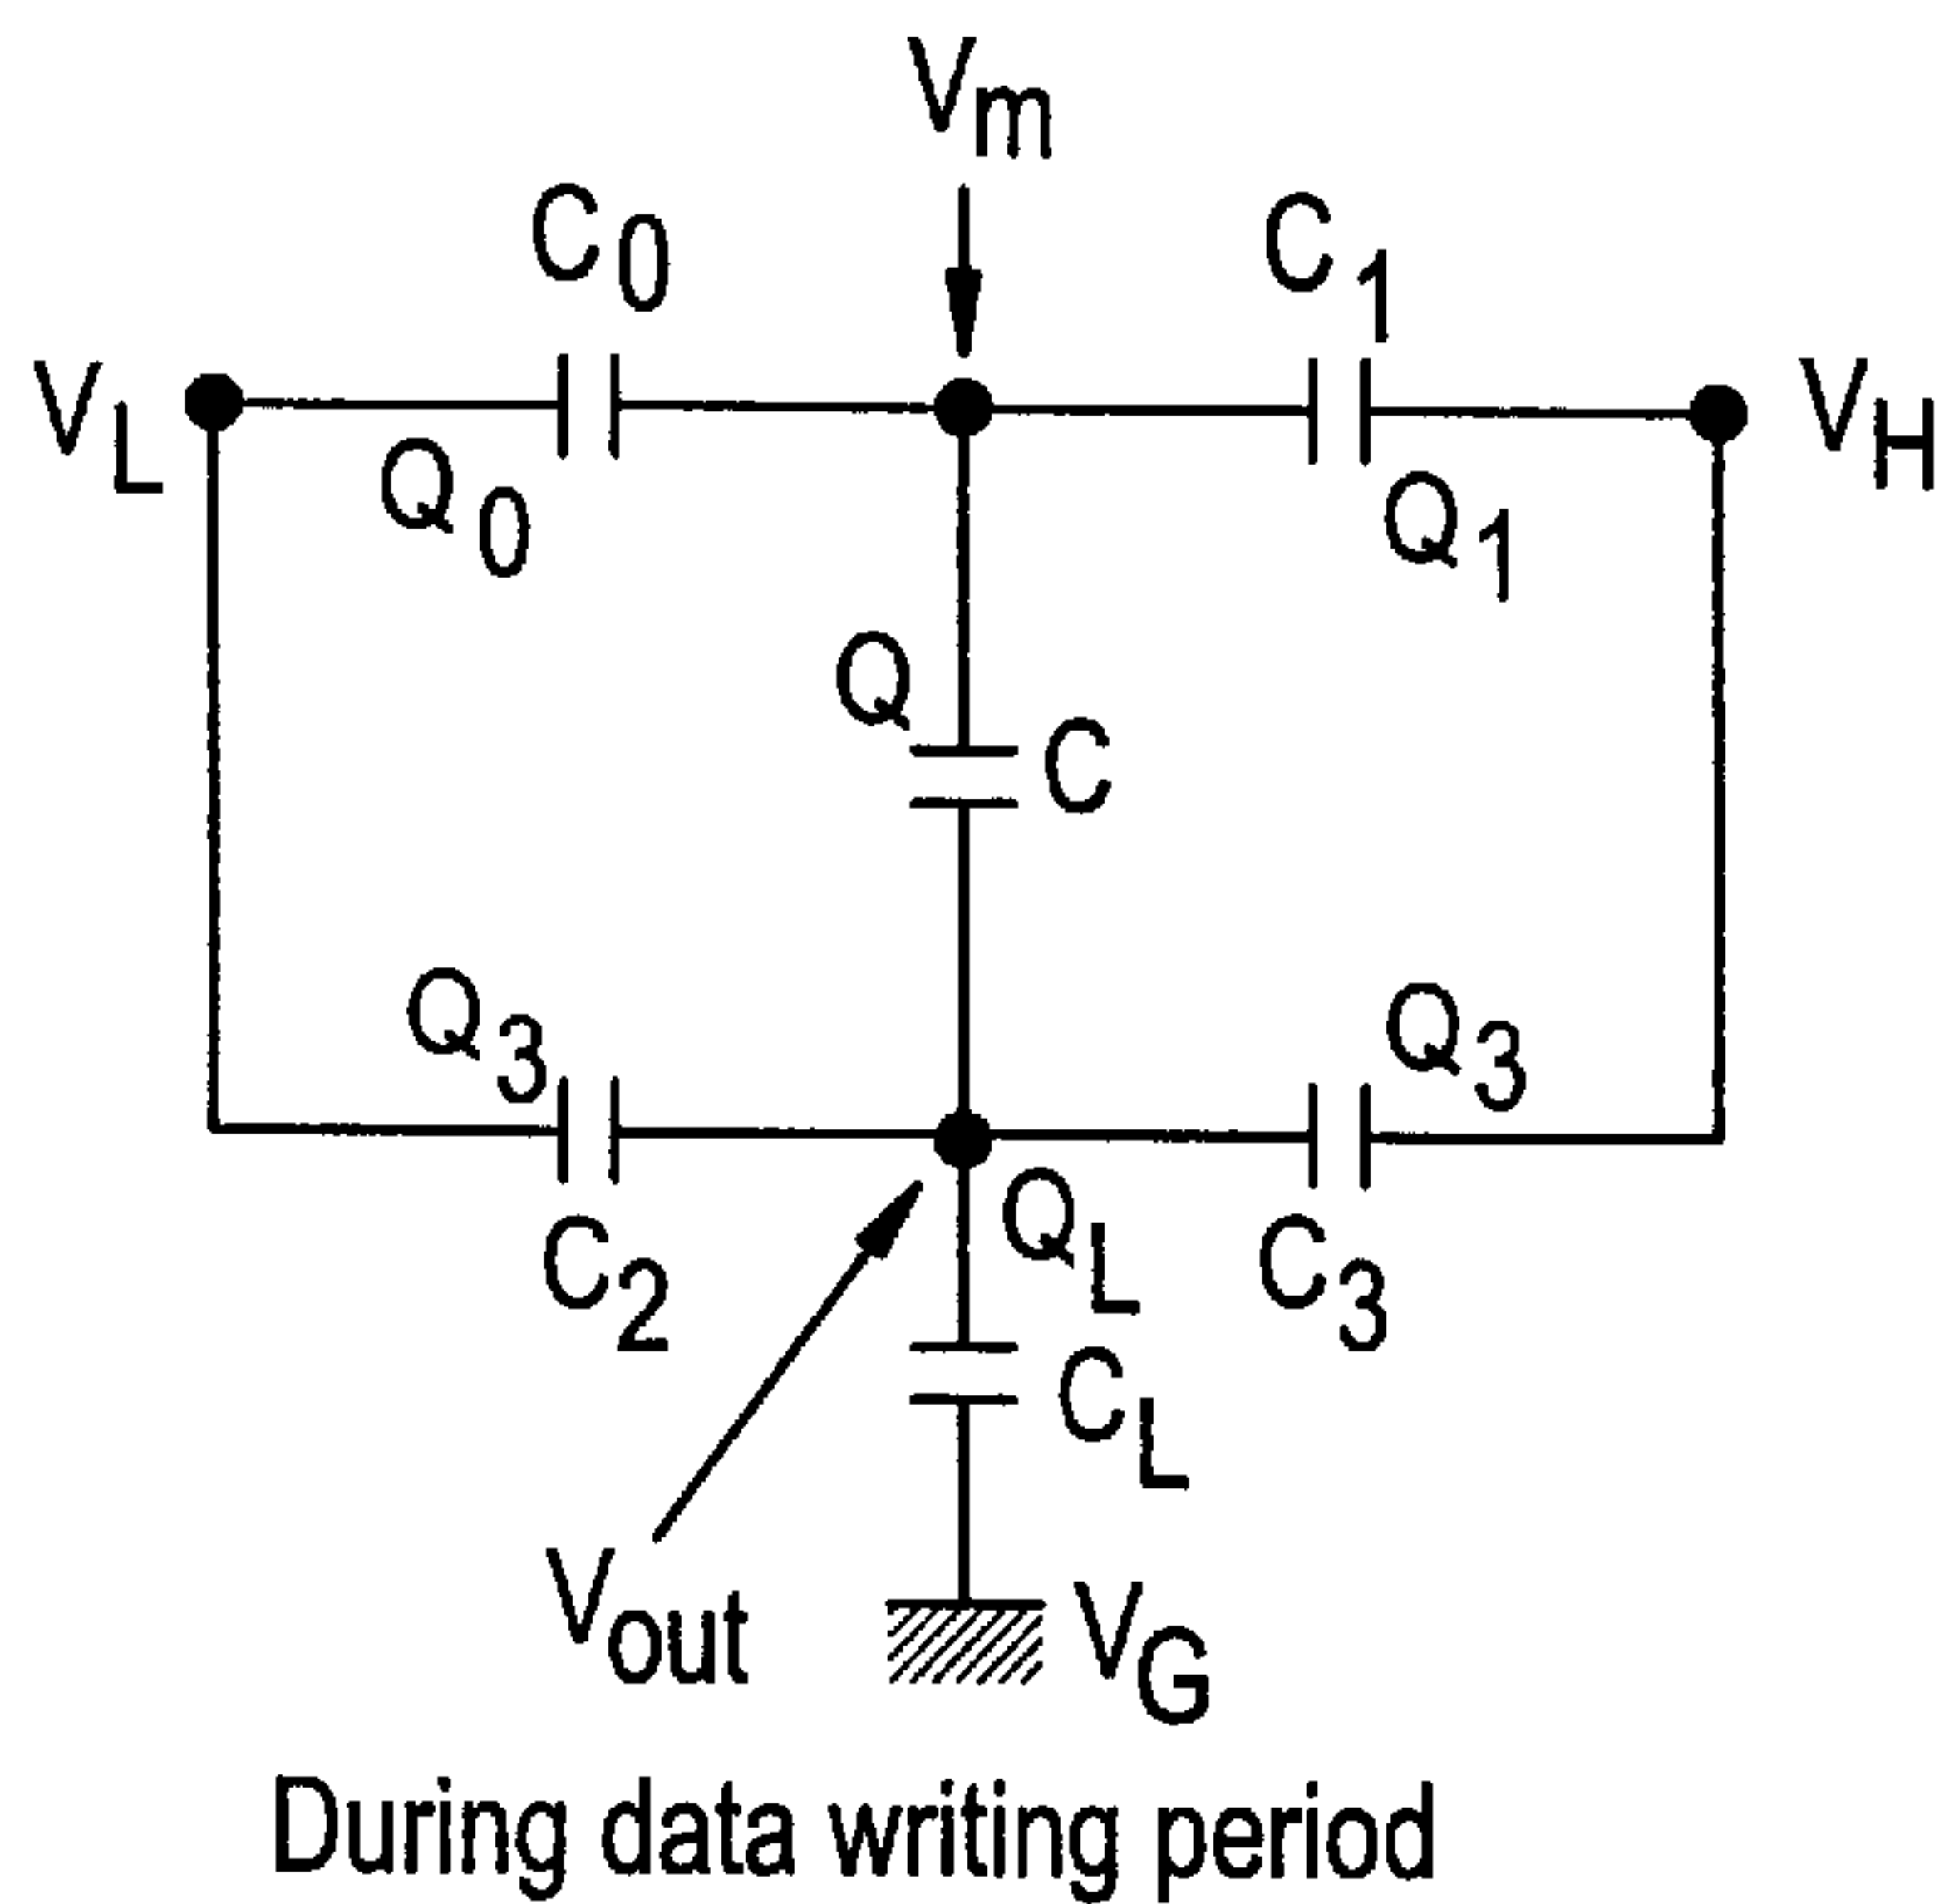 Vm
C0
C1
VL
VH
Q0
Q1
Q
C
Q3
Q3
QL
C2
C3
CL
Vout
VG
During data writing period